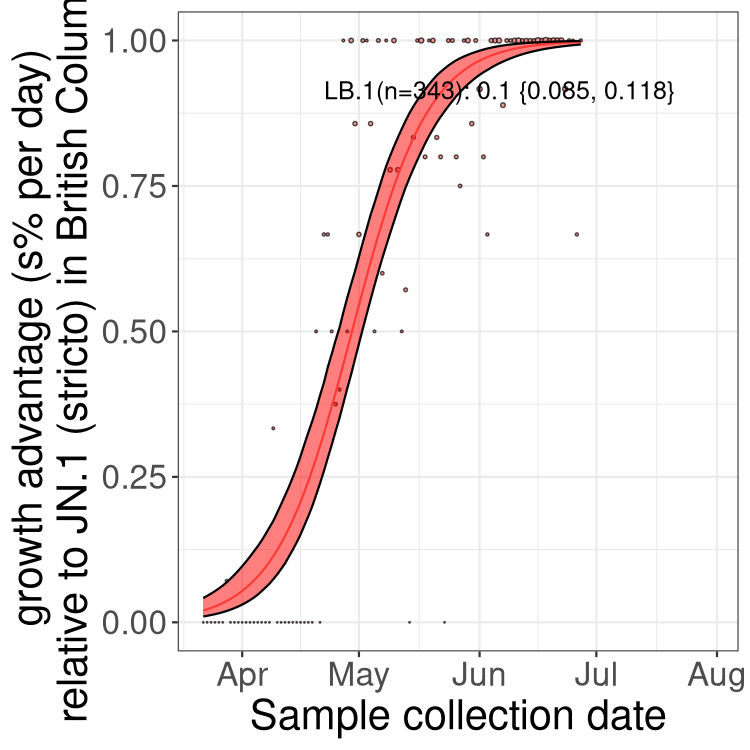 growth advantage (s% per day)
relative to JN.1 (stricto) in British Colum
1.00
0.75
0.50
0.25
0.00
LB.1(n=343): 0.1 {0.085, 0.118}
Apr May Jun Jul Aug
Sample collection date